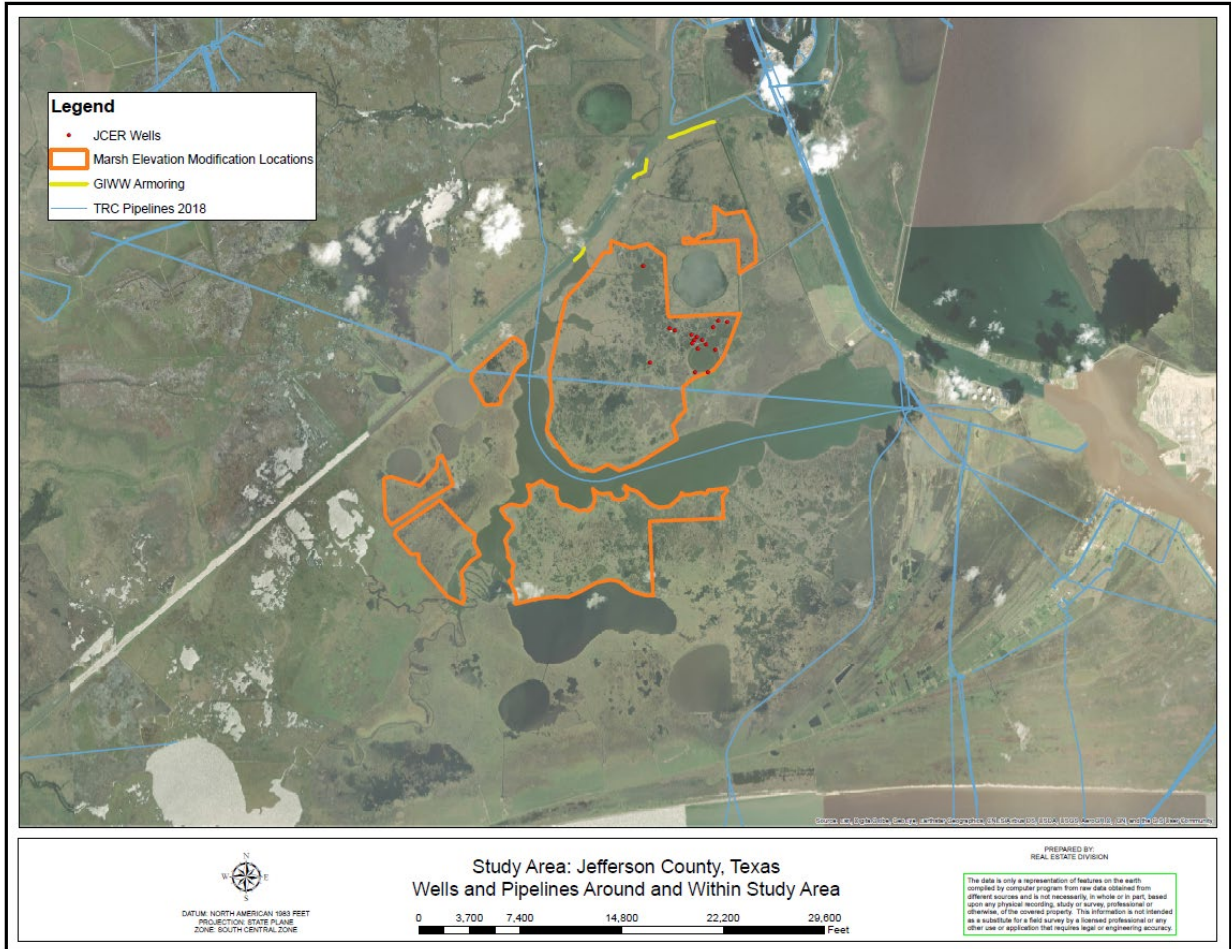 Legend
JCER Wells
Marsh Elevation Modification Locations
GIWW Armoring
TRC Pipelines 2018
N
W E
S
DATUM: NORTH AMERICAN 1983 FEET
PROJECTION: STATE PLANE
ZONE: SOUTH CENTRAL ZONE
Study Area: Jefferson County, Texas
Wells and Pipelines Around and Within Study Area
0 3,700 7,400 14,800 22,200 29,600
Feet
PREPARED BY:
REAL ESTATE DIVISION
The data is only a representation of features on the earth
compiled by computer program from raw data obtained from
different sources and is not necessarily, in whole or in part, based
upon any physical recording, study or survey, professional or
otherwise, of the covered property. This information is not intended
as a substitute for a field survey by a licensed professional or any
other use or application that requires legal or engineering accuracy.